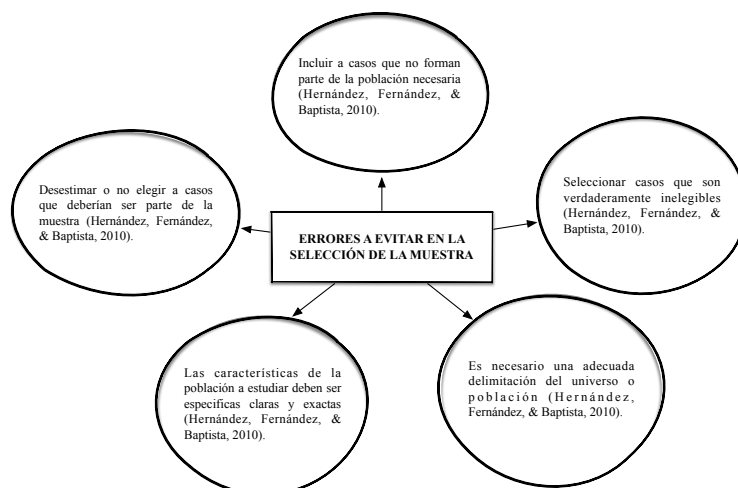 Incluir a casos que no forman
parte de la población necesaria
(Hernández, Fernández, &
Baptista, 2010).
Desestimar o no elegir a casos
que deberían ser parte de la
muestra (Hernández, Fernández,
& Baptista, 2010).
Seleccionar casos que son
verdaderamente inelegibles
(Hernández, Fernández, &
Baptista, 2010).
ERRORES A EVITAR EN LA
SELECCIÓN DE LA MUESTRA
Las características de la
población a estudiar deben ser
especificas claras y exactas
(Hernández, Fernández, &
Baptista, 2010).
Es necesario una adecuada
delimitación del universo o
población (Hernández,
Fernández, & Baptista, 2010).